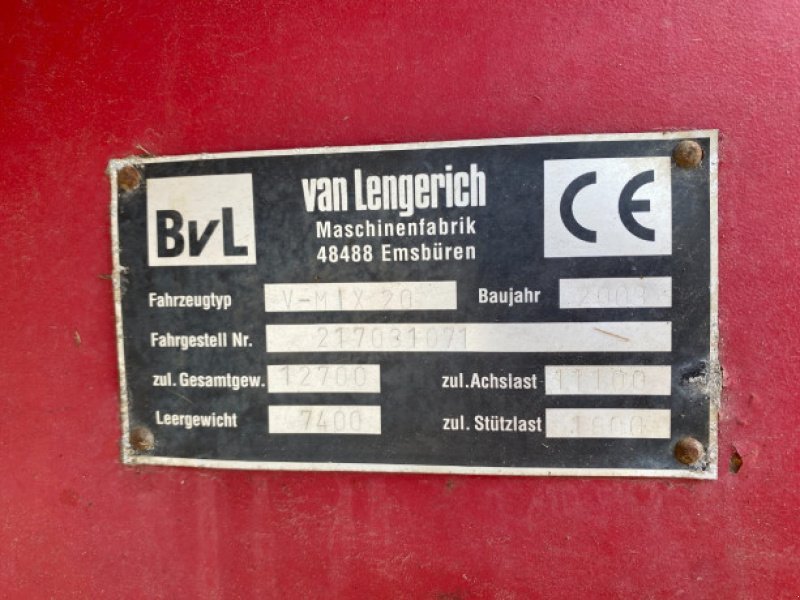 BvL
van Lengerich
Maschinenfabrik
48488 Emsbüren
CE
Fahrzeugtyp V-MIX 20 Baujahr 2003
Fahrgestell Nr. 217031071
zul. Gesamtgew. 12700 zul. Achslast 11100
Leergewicht 7400 zul. Stützlast 1600